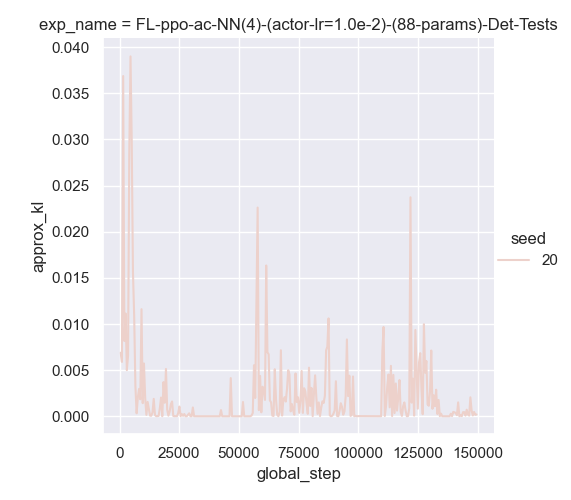 exp_name = FL-ppo-ac-NN(4)-(actor-lr=1.0e-2)-(88-params)-Det-Tests
0.040
0.035
0.030
0.025
0.020
0.015
0.010
0.005
0.000
approx_kl
0 25000 50000 75000 100000 125000 150000
global_step
seed
20